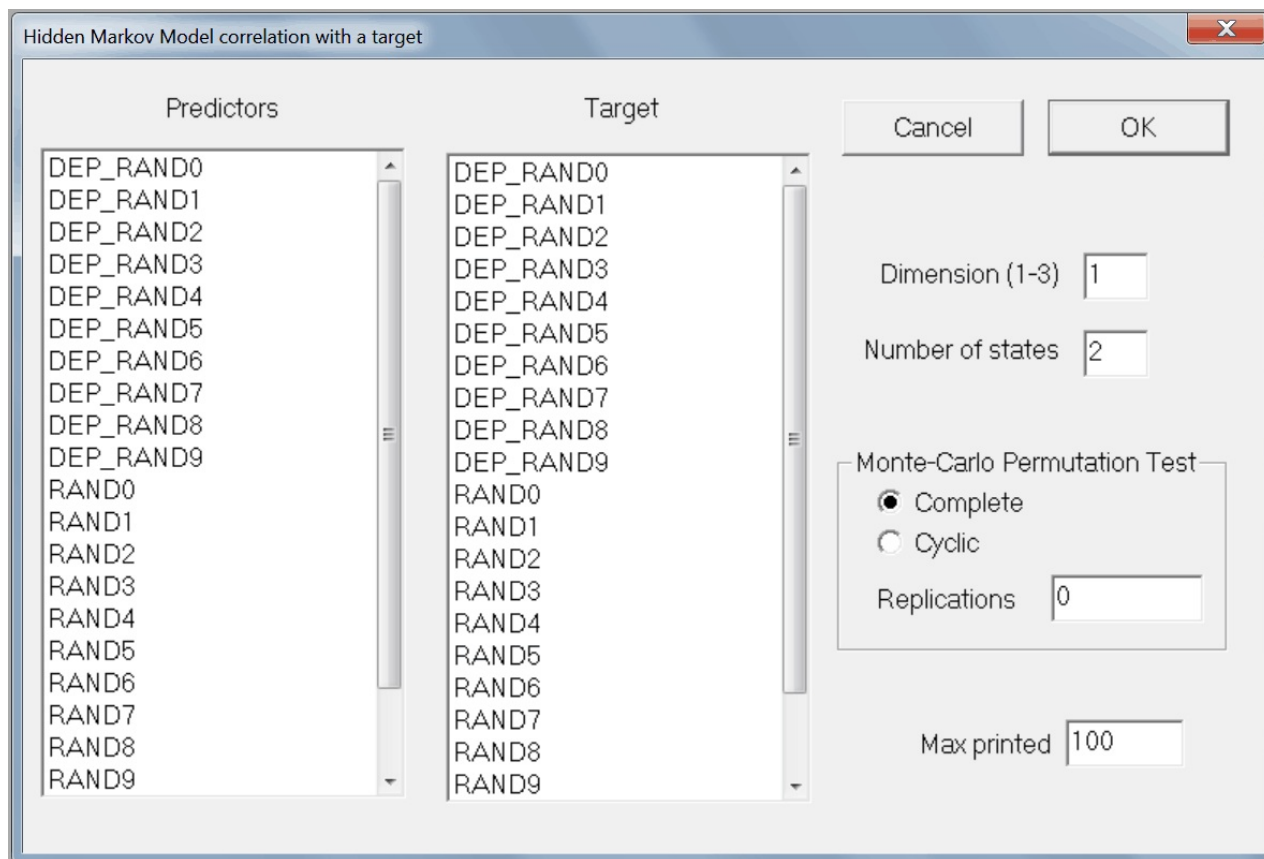 Hidden Markov Model correlation with a target
Predictors
DEP_RAND0
DEP_RAND1
DEP_RAND2
DEP_RAND3
DEP_RAND4
DEP_RAND5
DEP_RAND6
DEP_RAND7
DEP_RAND8
DEP_RAND9
RAND0
RAND1
RAND2
RAND3
RAND4
RAND5
RAND6
RAND7
RAND8
RAND9
Target
DEP_RAND0
DEP_RAND1
DEP_RAND2
DEP_RAND3
DEP_RAND4
DEP_RAND5
DEP_RAND6
DEP_RAND7
DEP_RAND8
DEP_RAND9
RAND0
RAND1
RAND2
RAND3
RAND4
RAND5
RAND6
RAND7
RAND8
RAND9
Cancel OK
Dimension (1-3) 1
Number of states 2
Monte-Carlo Permutation Test
Complete
Cyclic
Replications 0
Max printed 100